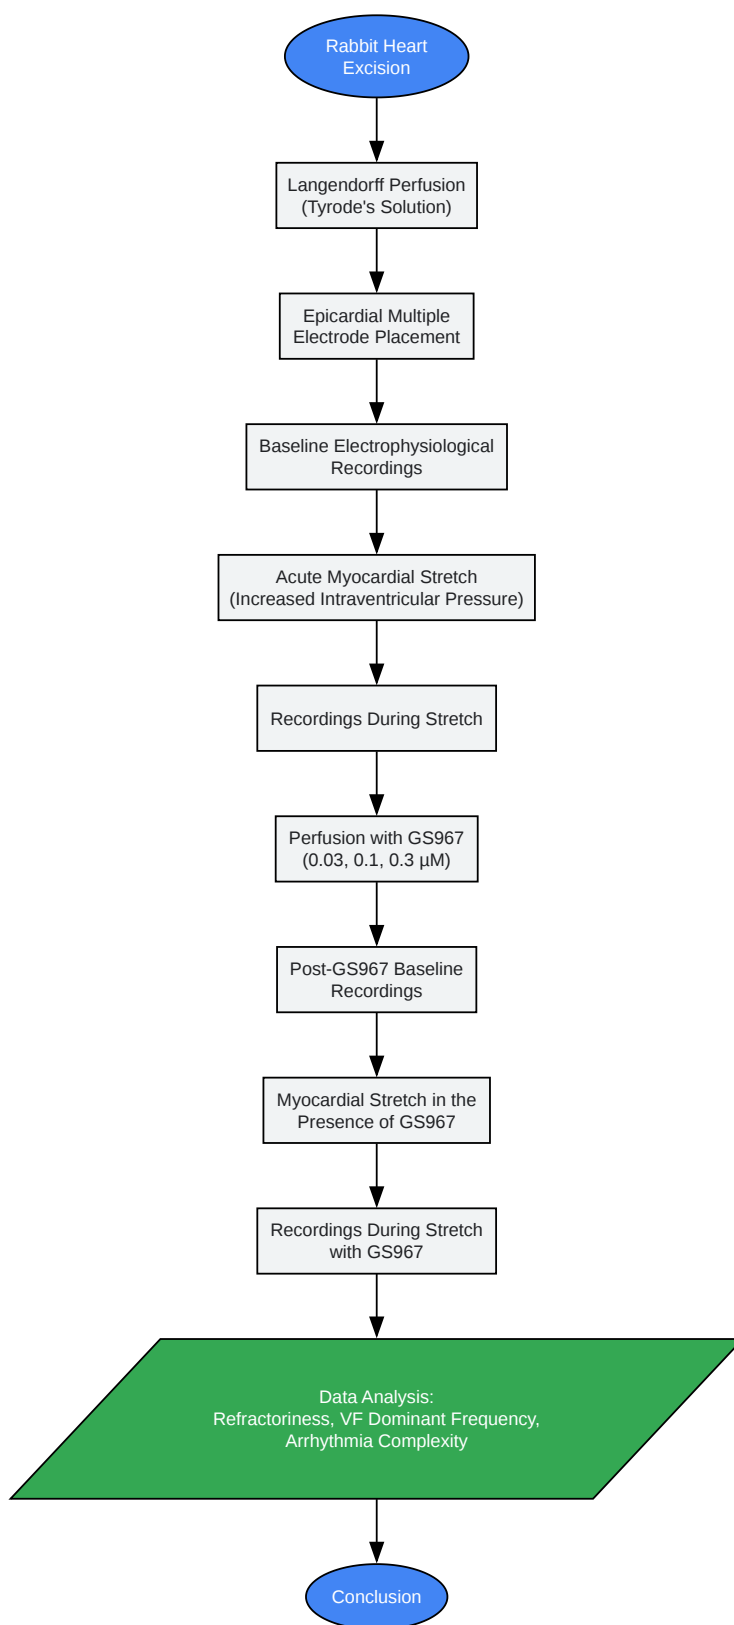 Rabbit Heart
Excision
Langendorff Perfusion
(Tyrode's Solution)
Epicardial Multiple
Electrode Placement
Baseline Electrophysiological
Recordings
Acute Myocardial Stretch
(Increased Intraventricular Pressure)
Recordings During Stretch
Perfusion with GS967
(0.03, 0.1, 0.3 µM)
Post-GS967 Baseline
Recordings
Myocardial Stretch in the
Presence of GS967
Recordings During Stretch
with GS967
Data Analysis:
Refractoriness, VF Dominant Frequency,
Arrhythmia Complexity
Conclusion